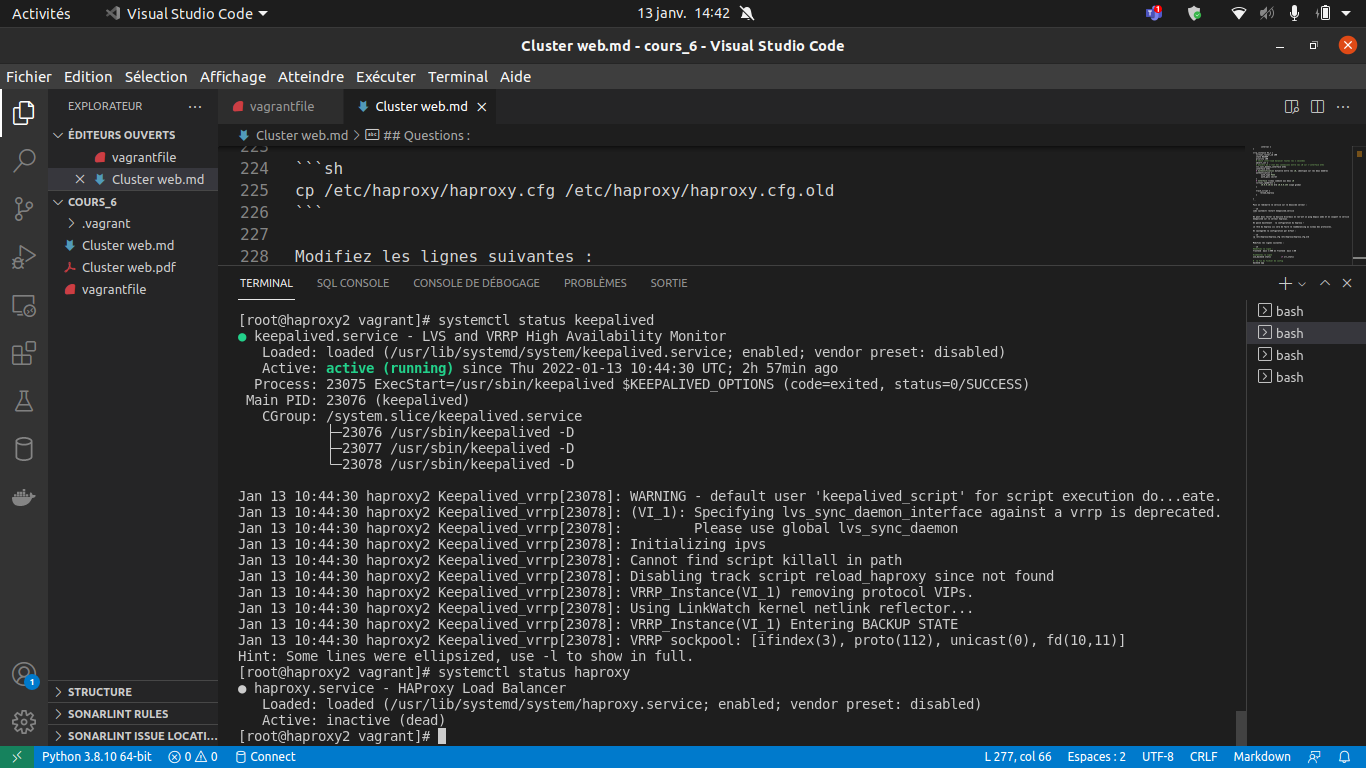 Activités
Visual Studio Code
13 janv. 14:42
1
Cluster web.md - cours_6 - Visual Studio Code
Fichier Edition Sélection Affichage Atteindre Exécuter Terminal Aide
EXPLORATEUR
ÉDITEURS OUVERTS
vagrantfile
Cluster web.md
COURS_6
.vagrant
Cluster web.md
Cluster web.pdf
vagrantfile
STRUCTURE
SONARLINT RULES
SONARLINT ISSUE LOCATI...
1
vagrantfile
Cluster web.md
Cluster web.md > ## Questions :
223
224 ```sh
225 cp /etc/haproxy/haproxy.cfg /etc/haproxy/haproxy.cfg.old
226 ```
227
228 Modifiez les lignes suivantes :
TERMINAL SQL CONSOLE CONSOLE DE DÉBOGAGE PROBLÈMES SORTIE
[root@haproxy2 vagrant]# systemctl status keepalived
● keepalived.service - LVS and VRRP High Availability Monitor
Loaded: loaded (/usr/lib/systemd/system/keepalived.service; enabled; vendor preset: disabled)
Active: active (running) since Thu 2022-01-13 10:44:30 UTC; 2h 57min ago
Process: 23075 ExecStart=/usr/sbin/keepalived $KEEPALIVED_OPTIONS (code=exited, status=0/SUCCESS)
Main PID: 23076 (keepalived)
CGroup: /system.slice/keepalived.service
├─23076 /usr/sbin/keepalived -D
├─23077 /usr/sbin/keepalived -D
└─23078 /usr/sbin/keepalived -D
Jan 13 10:44:30 haproxy2 Keepalived_vrrp[23078]: WARNING - default user 'keepalived_script' for script execution do...eate.
Jan 13 10:44:30 haproxy2 Keepalived_vrrp[23078]: (VI_1): Specifying lvs_sync_daemon_interface against a vrrp is deprecated.
Jan 13 10:44:30 haproxy2 Keepalived_vrrp[23078]: Please use global lvs_sync_daemon
Jan 13 10:44:30 haproxy2 Keepalived_vrrp[23078]: Initializing ipvs
Jan 13 10:44:30 haproxy2 Keepalived_vrrp[23078]: Cannot find script killall in path
Jan 13 10:44:30 haproxy2 Keepalived_vrrp[23078]: Disabling track script reload_haproxy since not found
Jan 13 10:44:30 haproxy2 Keepalived_vrrp[23078]: VRRP_Instance(VI_1) removing protocol VIPs.
Jan 13 10:44:30 haproxy2 Keepalived_vrrp[23078]: Using LinkWatch kernel netlink reflector...
Jan 13 10:44:30 haproxy2 Keepalived_vrrp[23078]: VRRP_Instance(VI_1) Entering BACKUP STATE
Jan 13 10:44:30 haproxy2 Keepalived_vrrp[23078]: VRRP sockpool: [ifindex(3), proto(112), unicast(0), fd(10,11)]
Hint: Some lines were ellipsized, use -l to show in full.
[root@haproxy2 vagrant]# systemctl status haproxy
● haproxy.service - HAProxy Load Balancer
Loaded: loaded (/usr/lib/systemd/system/haproxy.service; enabled; vendor preset: disabled)
Active: inactive (dead)
[root@haproxy2 vagrant]#
bash
bash
bash
bash
Python 3.8.10 64-bit 0 0 Connect
L 277, col 66 Espaces : 2 UTF-8 CRLF Markdown